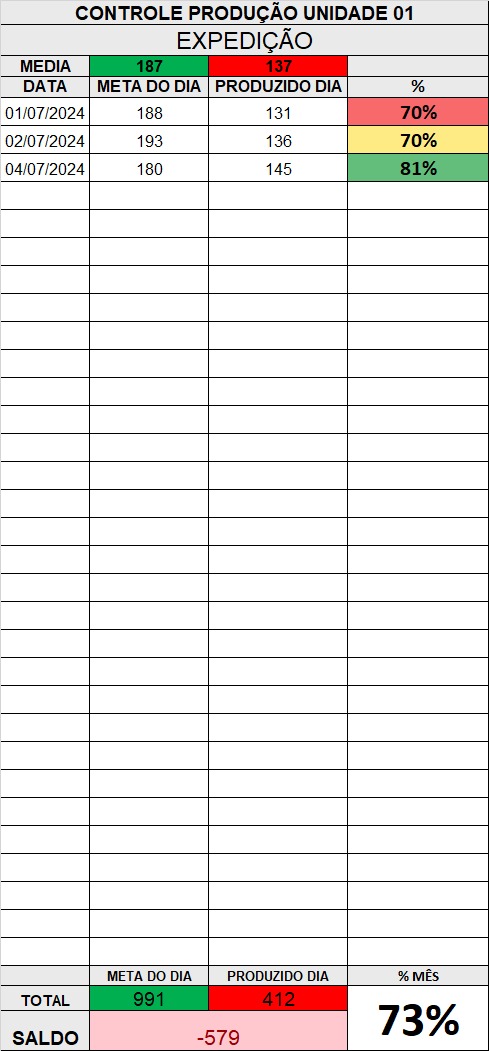 CONTROLE PRODUÇÃO UNIDADE 01
EXPEDIÇÃO
MEDIA 187 137
DATA META DO DIA PRODUZIDO DIA %
01/07/2024 188 131 70%
02/07/2024 193 136 70%
04/07/2024 180 145 81%
META DO DIA PRODUZIDO DIA % MÊS
TOTAL 991 412 73%
SALDO -579